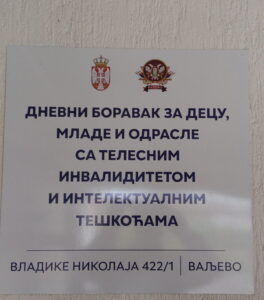 ДНЕВНИ БОРАВАК ЗА ДЕЦУ,
МЛАДЕ И ОДРАСЛЕ
СА ТЕЛЕСНИМ
ИНВАЛИДИТЕТОМ
И ИНТЕЛЕКТУАЛНИМ
ТЕШКОЋАМА
ВЛАДИКЕ НИКОЛАЈА 422/1 | ВАЉЕВО